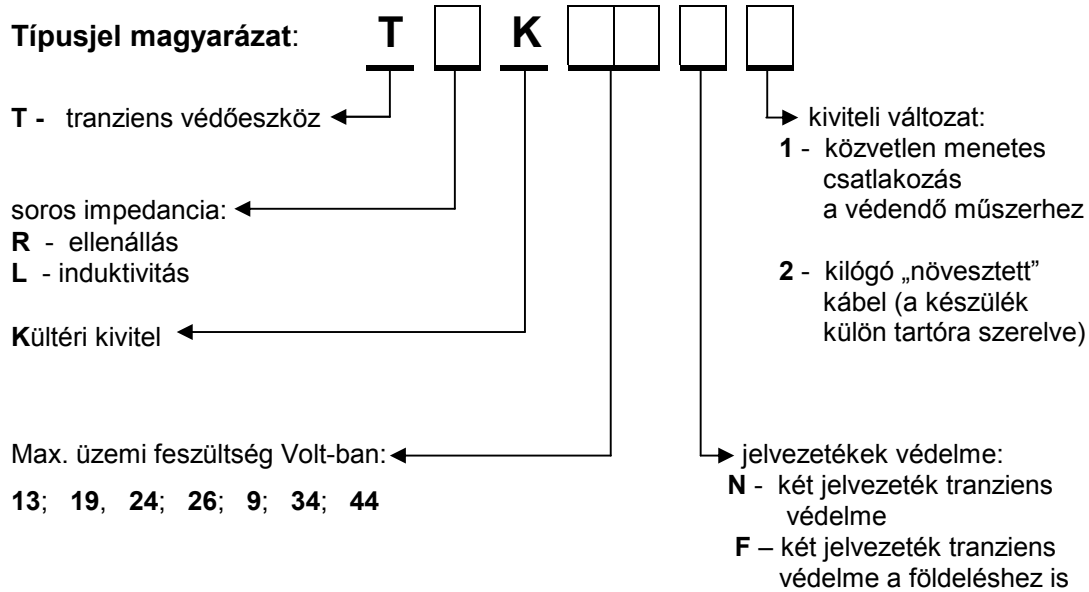 Típusjel magyarázat: T K
T - tranziens védőeszköz
soros impedancia:
R - ellenállás
L - induktivitás
Kültéri kivitel
Max. üzemi feszültség Volt-ban:
13; 19, 24; 26; 9; 34; 44
kiviteli változat:
1 - közvetlen menetes
csatlakozás
a védendő műszerhez
2 - kilógó „növesztett”
kábel (a készülék
külön tartóra szerelve)
jelvezetékek védelme:
N - két jelvezeték tranziens
védelme
F – két jelvezeték tranziens
védelme a földeléshez is